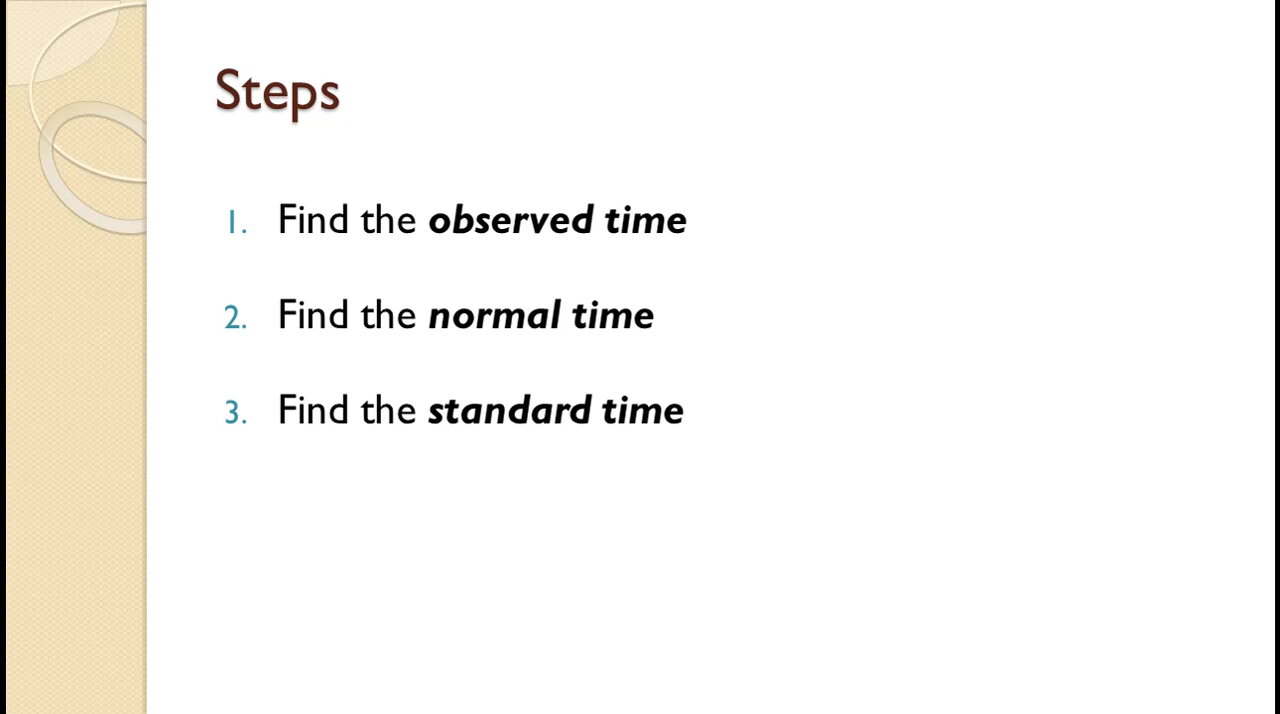 Steps
1. Find the observed time
2. Find the normal time
3. Find the standard time